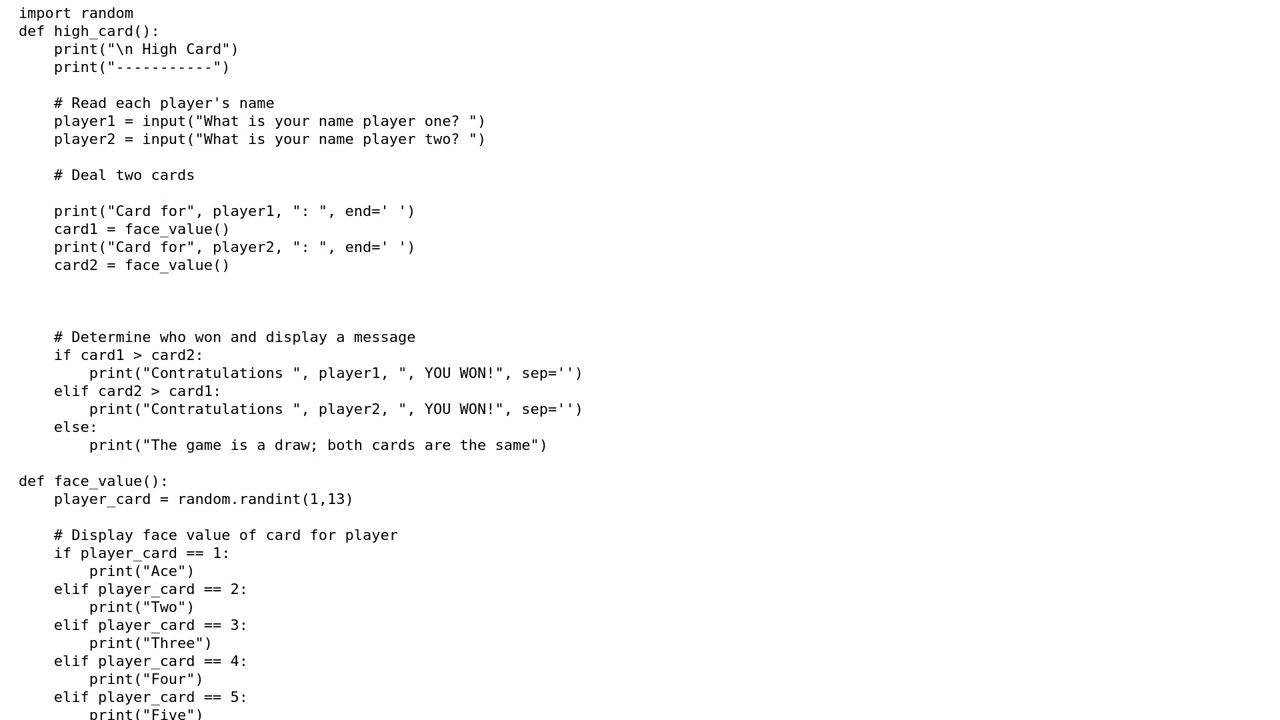 import random
def high_card():
    print("\n High Card")
    print("-----------")

    # Read each player's name
    player1 = input("What is your name player one? ")
    player2 = input("What is your name player two? ")

    # Deal two cards

    print("Card for", player1, ": ", end=' ')
    card1 = face_value()
    print("Card for", player2, ": ", end=' ')
    card2 = face_value()

    # Determine who won and display a message
    if card1 > card2:
        print("Contratulations ", player1, ", YOU WON!", sep='')
    elif card2 > card1:
        print("Contratulations ", player2, ", YOU WON!", sep='')
    else:
        print("The game is a draw; both cards are the same")

def face_value():
    player_card = random.randint(1,13)

    # Display face value of card for player
    if player_card == 1:
        print("Ace")
    elif player_card == 2:
        print("Two")
    elif player_card == 3:
        print("Three")
    elif player_card == 4:
        print("Four")
    elif player_card == 5:
        print("Five")